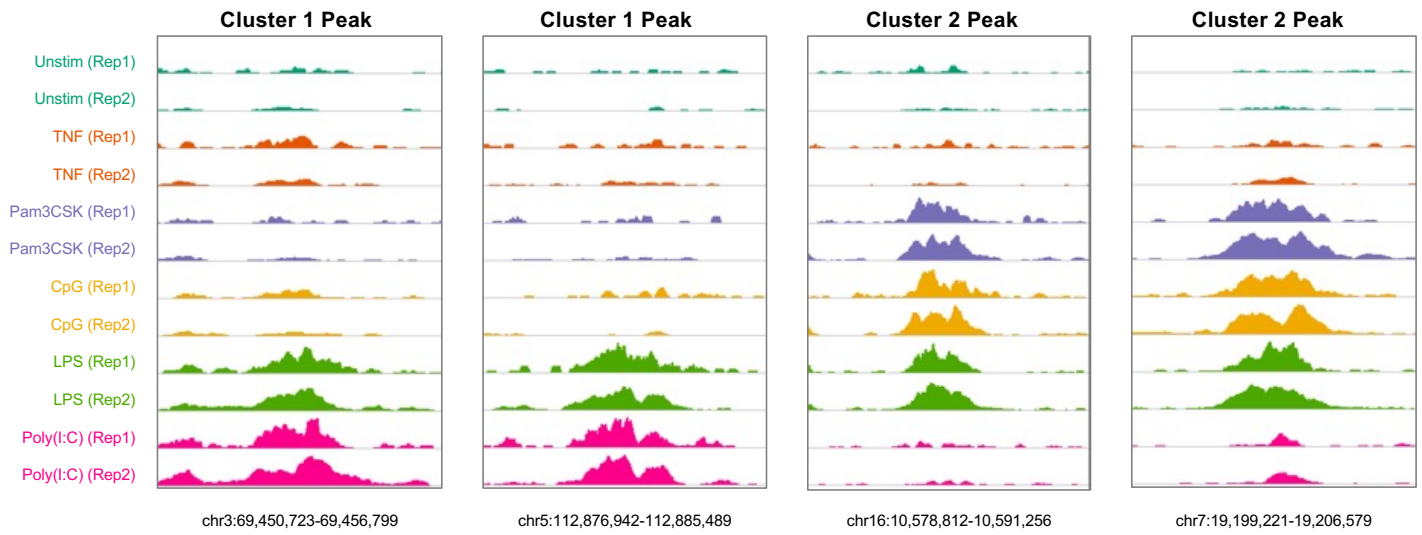 Cluster 1 Peak
Cluster 1 Peak
Cluster 2 Peak
Cluster 2 Peak
Unstim (Rep1)
Unstim (Rep2)
TNF (Rep1)
TNF (Rep2)
Pam3CSK (Rep1)
Pam3CSK (Rep2)
CpG (Rep1)
CpG (Rep2)
LPS (Rep1)
LPS (Rep2)
Poly(I:C) (Rep1)
Poly(I:C) (Rep2)
chr3:69,450,723-69,456,799
chr5:112,876,942-112,885,489
chr16:10,578,812-10,591,256
chr7:19,199,221-19,206,579